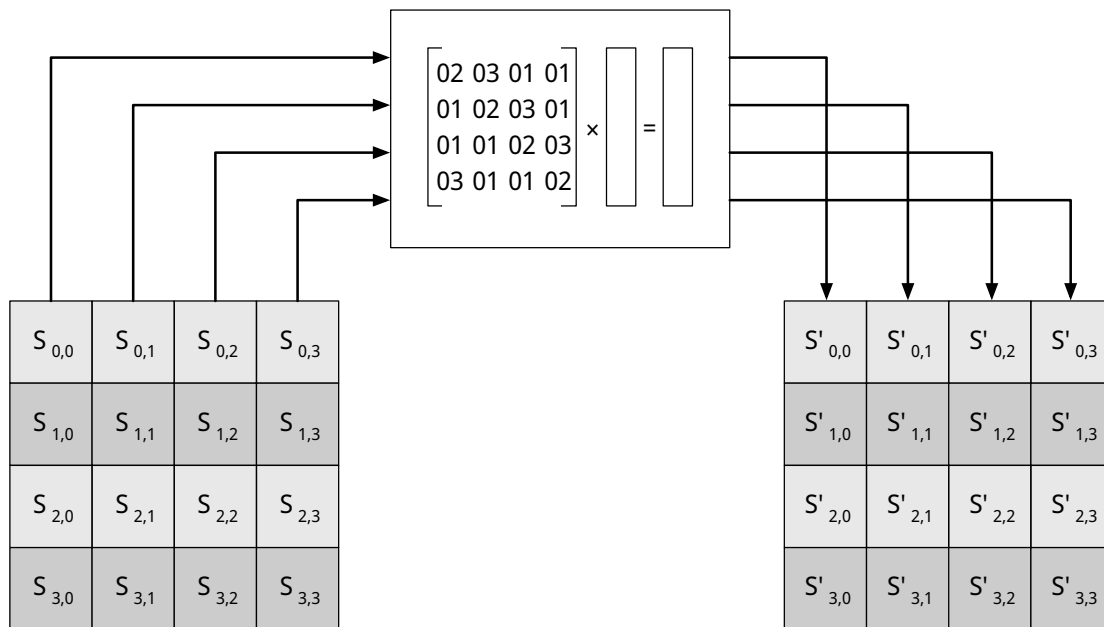 02 03 01 01
01 02 03 01
01 01 02 03
03 01 01 02
× =
S 0,0 S 0,1 S 0,2 S 0,3
S 1,0 S 1,1 S 1,2 S 1,3
S 2,0 S 2,1 S 2,2 S 2,3
S 3,0 S 3,1 S 3,2 S 3,3
S' 0,0 S' 0,1 S' 0,2 S' 0,3
S' 1,0 S' 1,1 S' 1,2 S' 1,3
S' 2,0 S' 2,1 S' 2,2 S' 2,3
S' 3,0 S' 3,1 S' 3,2 S' 3,3